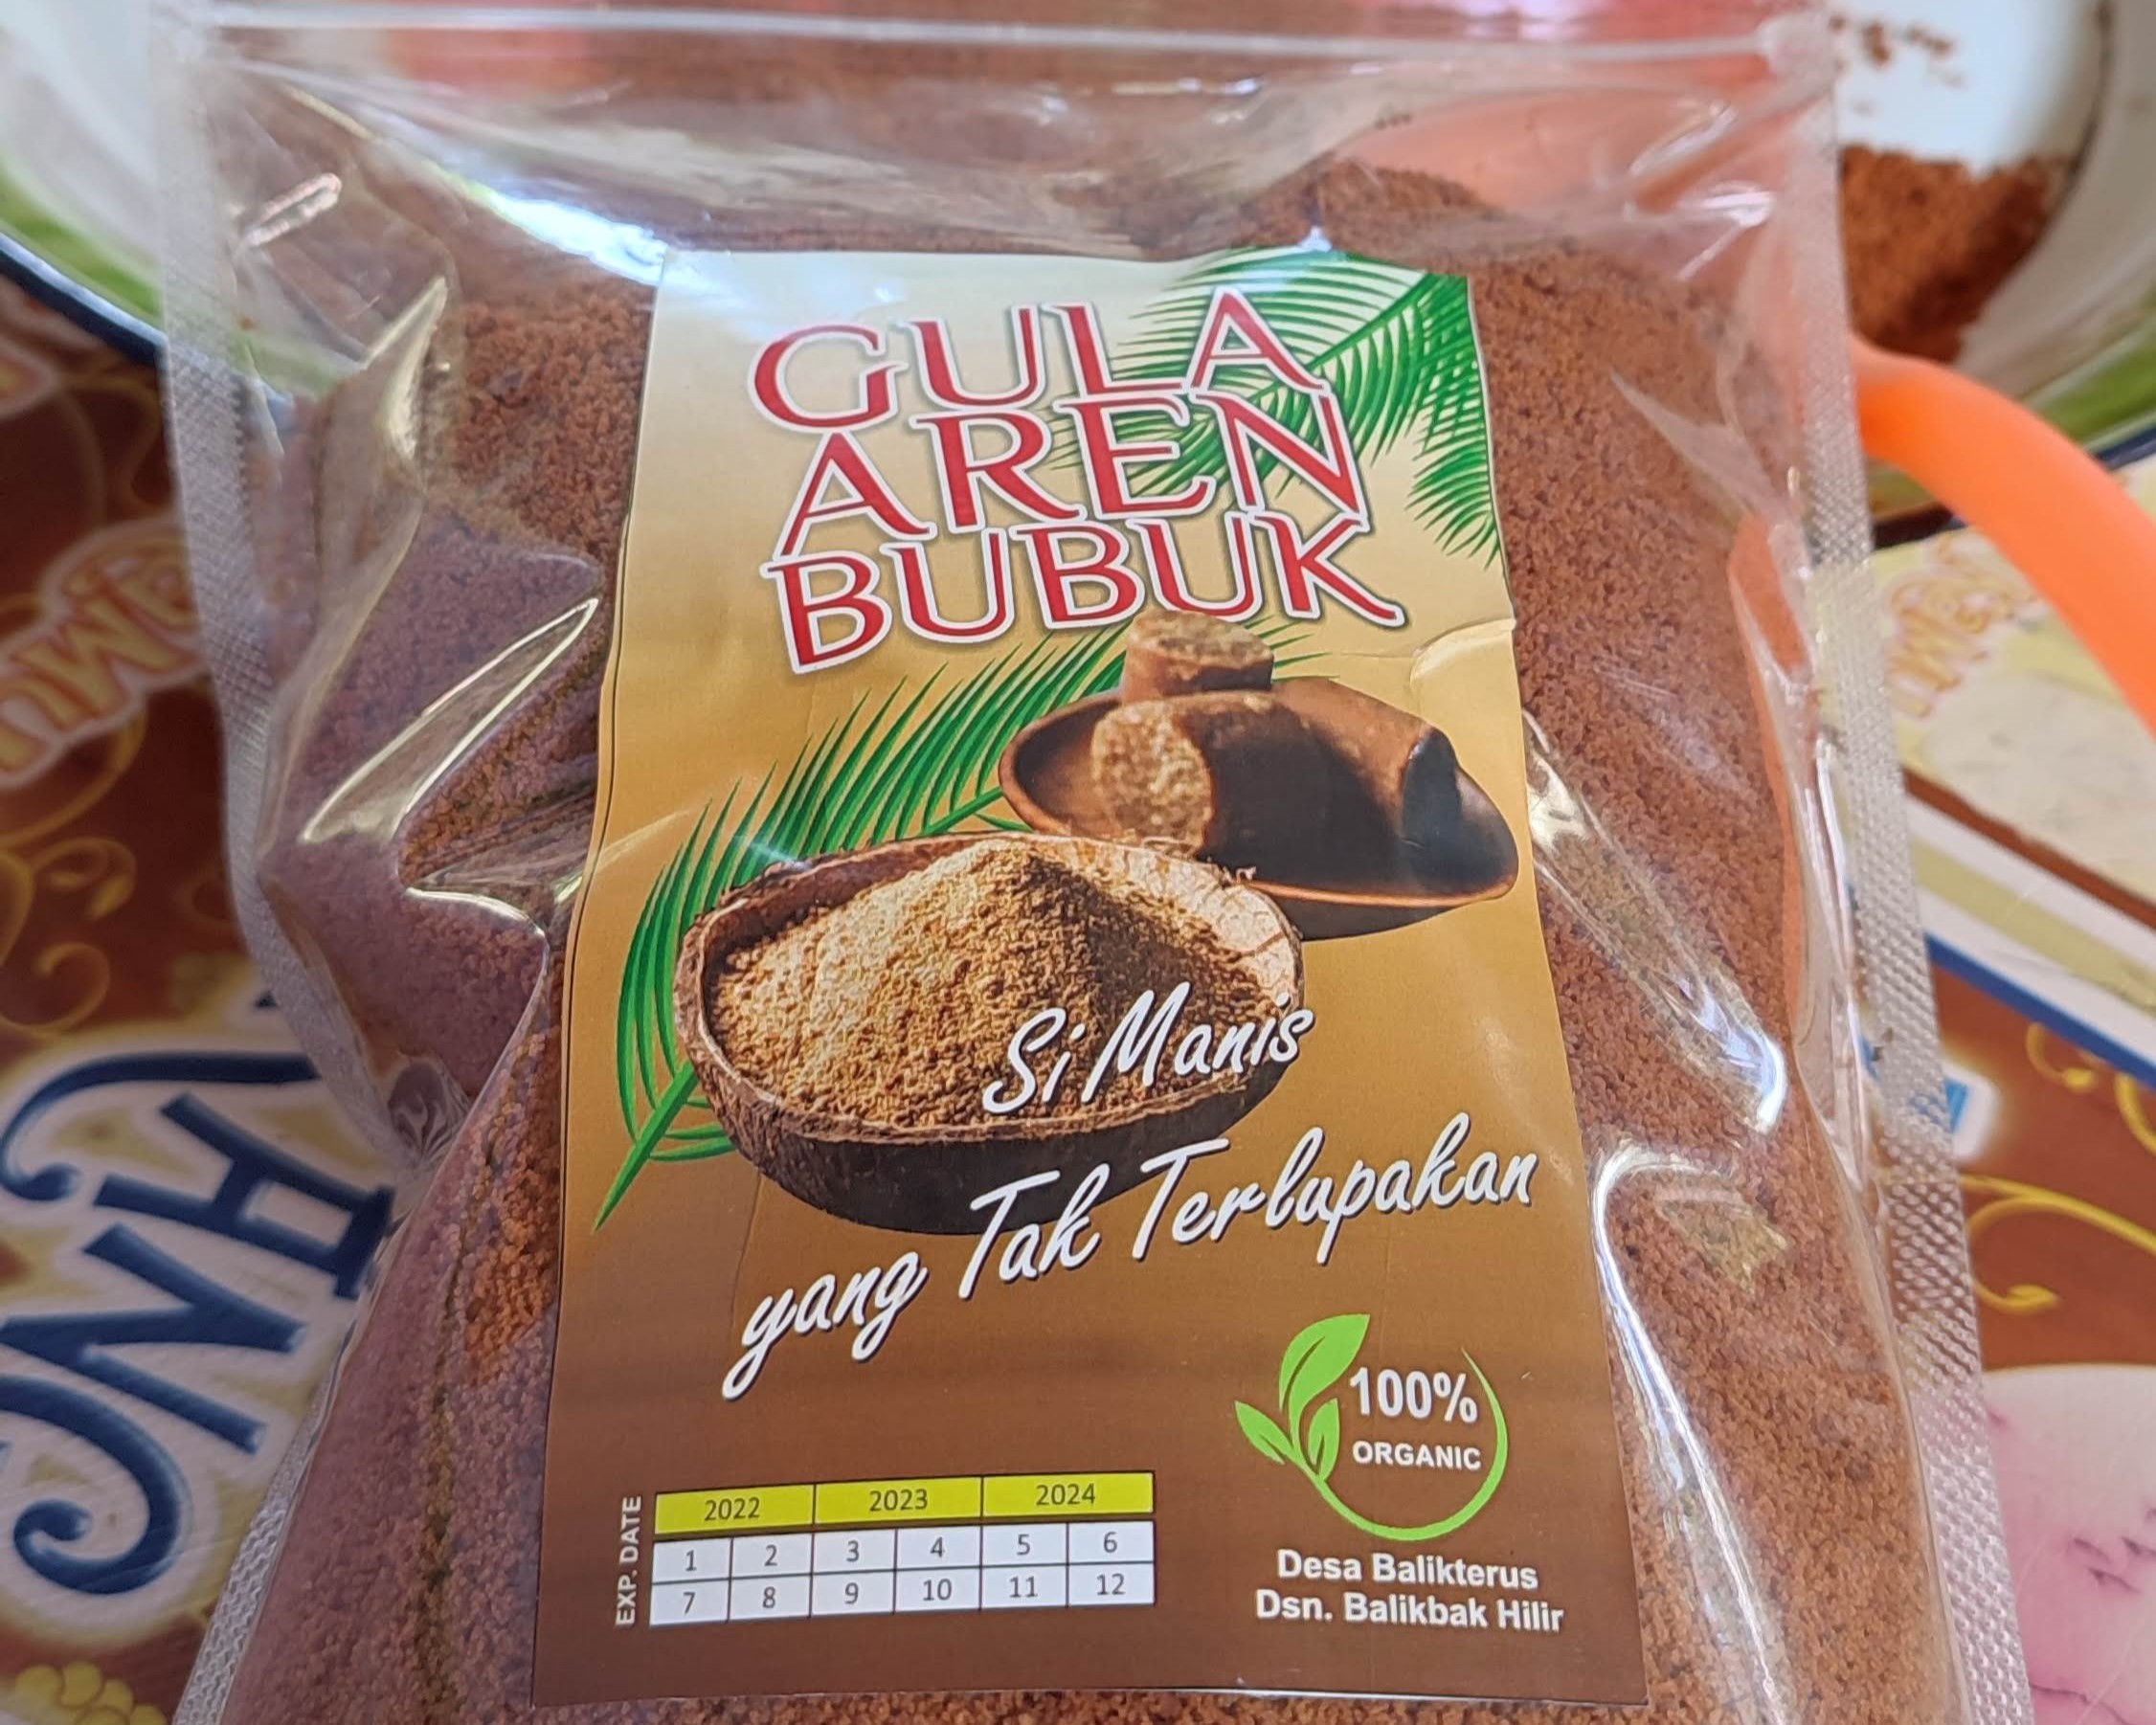 GULA
AREN
BUBUK
Si Manis
yang Tak Terlupakan
100%
ORGANIC
EXP. DATE
2022 2023 2024
1 2 3 4 5 6
7 8 9 10 11 12
Desa Balikterus
Dsn. Balikbak Hilir